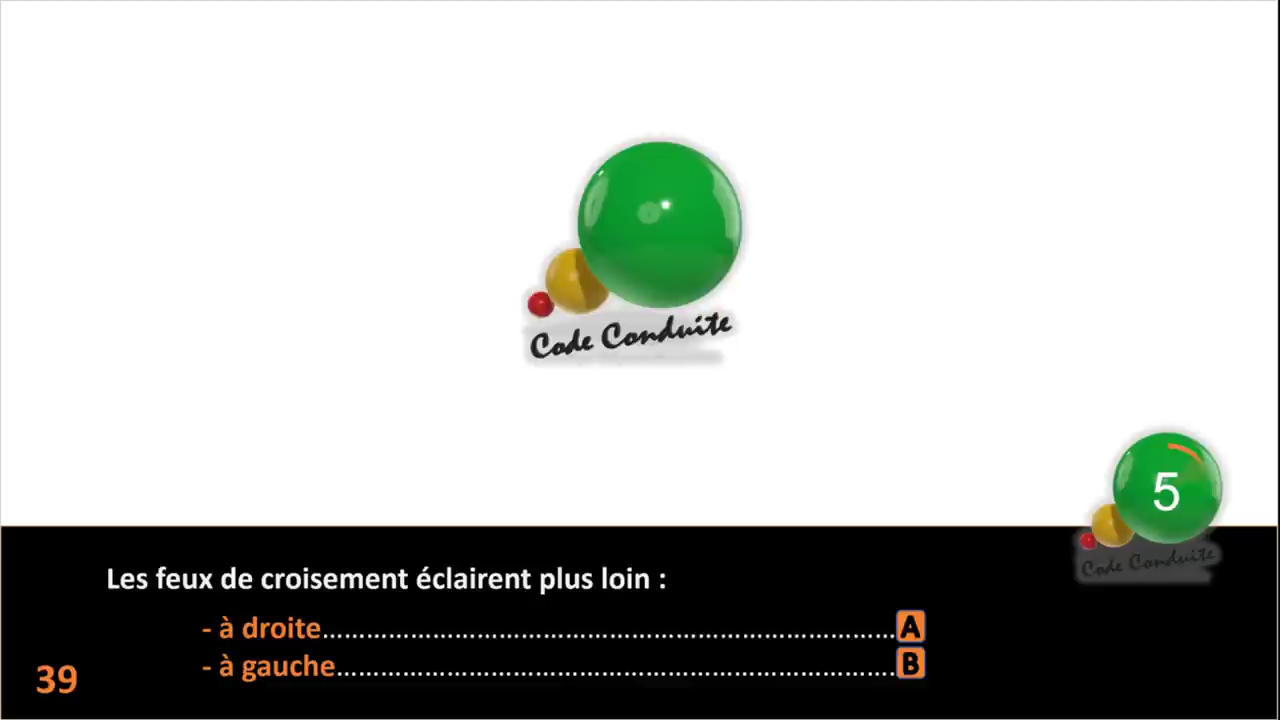 Code Conduite
5
Code Conduite
Les feux de croisement éclairent plus loin :
- à droite...............................................................................A
- à gauche.............................................................................B
39